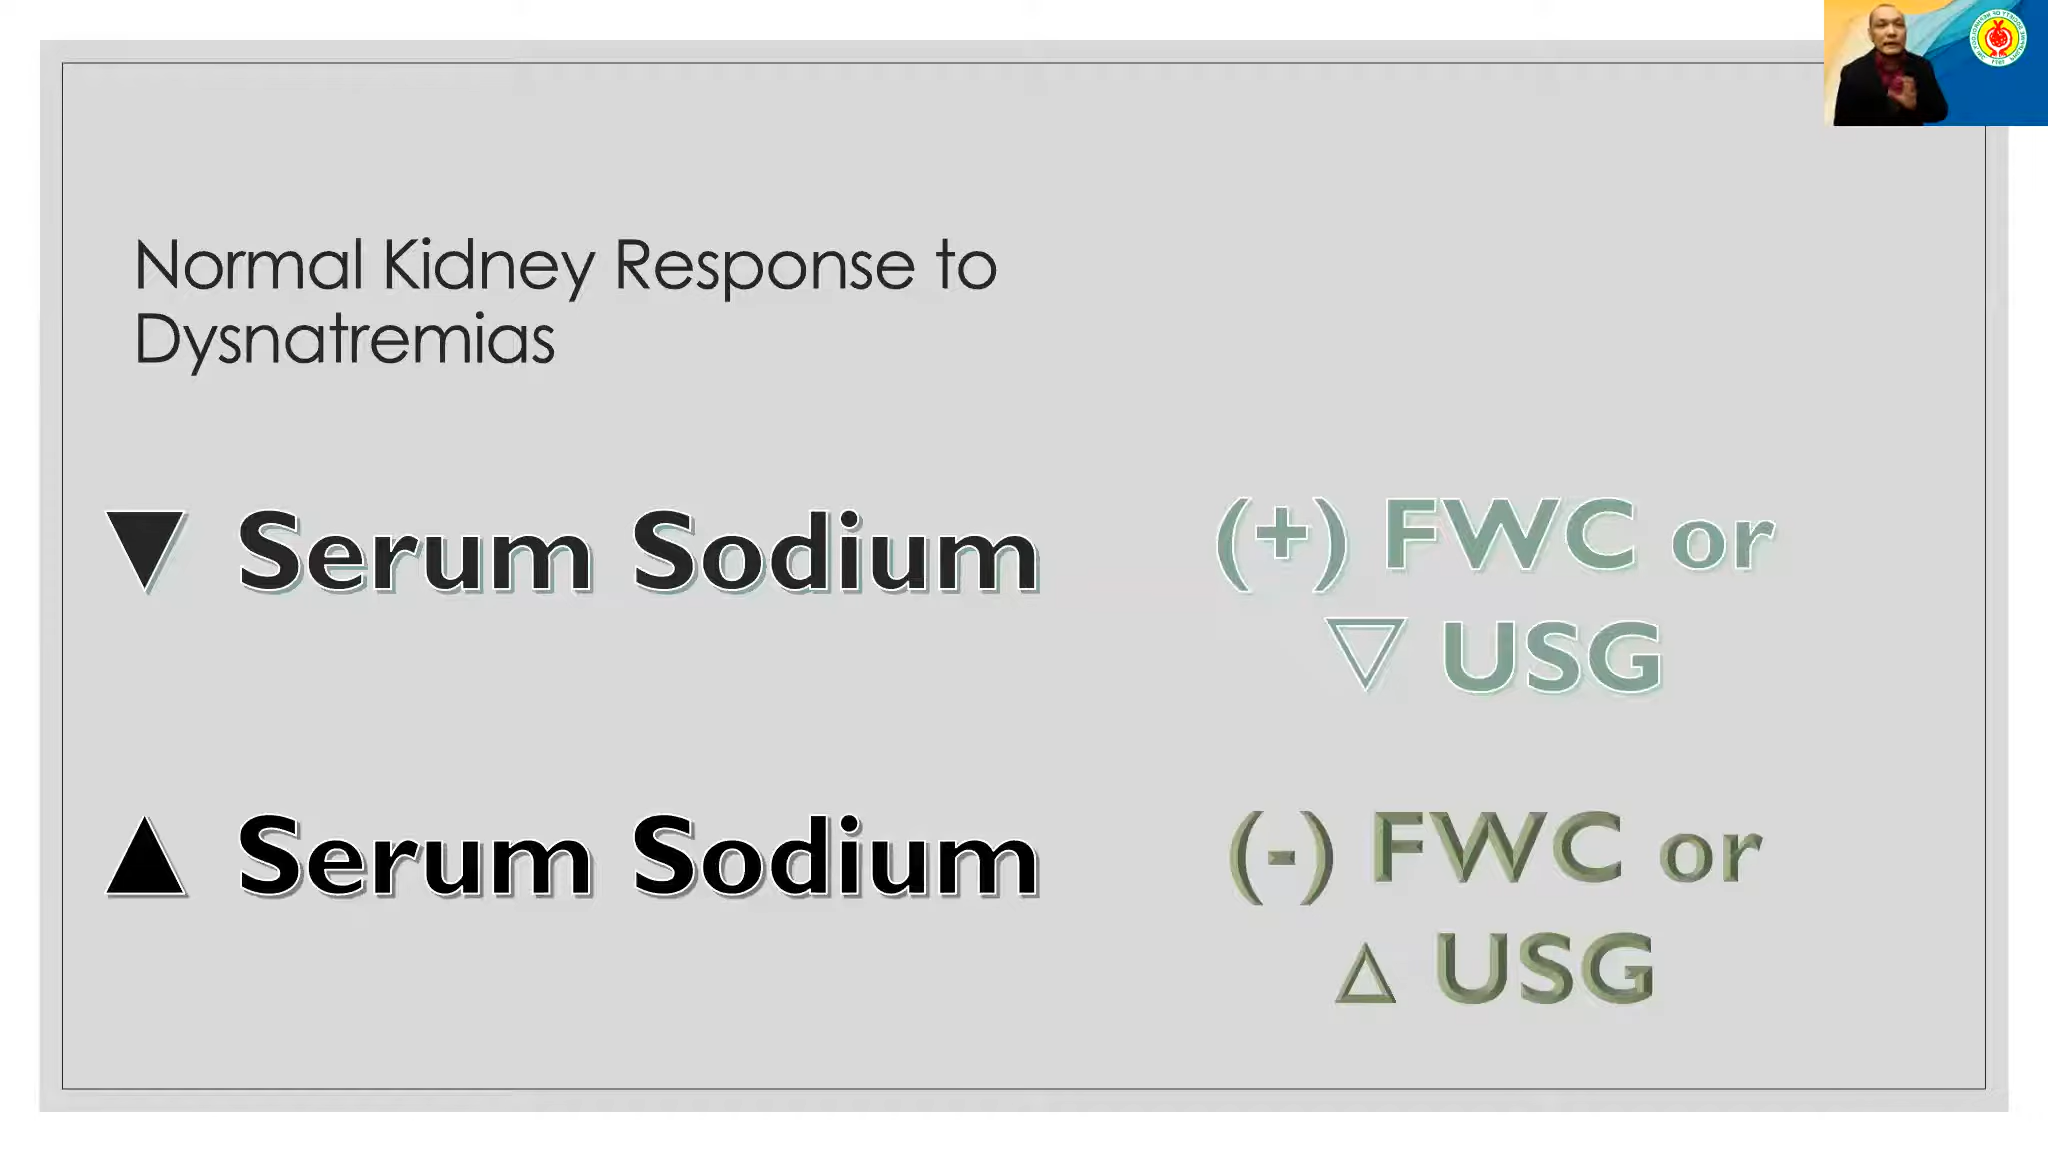 Normal Kidney Response to
Dysnatremias
▼ Serum Sodium
(+) FWC or
▽ USG
▲ Serum Sodium
(-) FWC or
△ USG